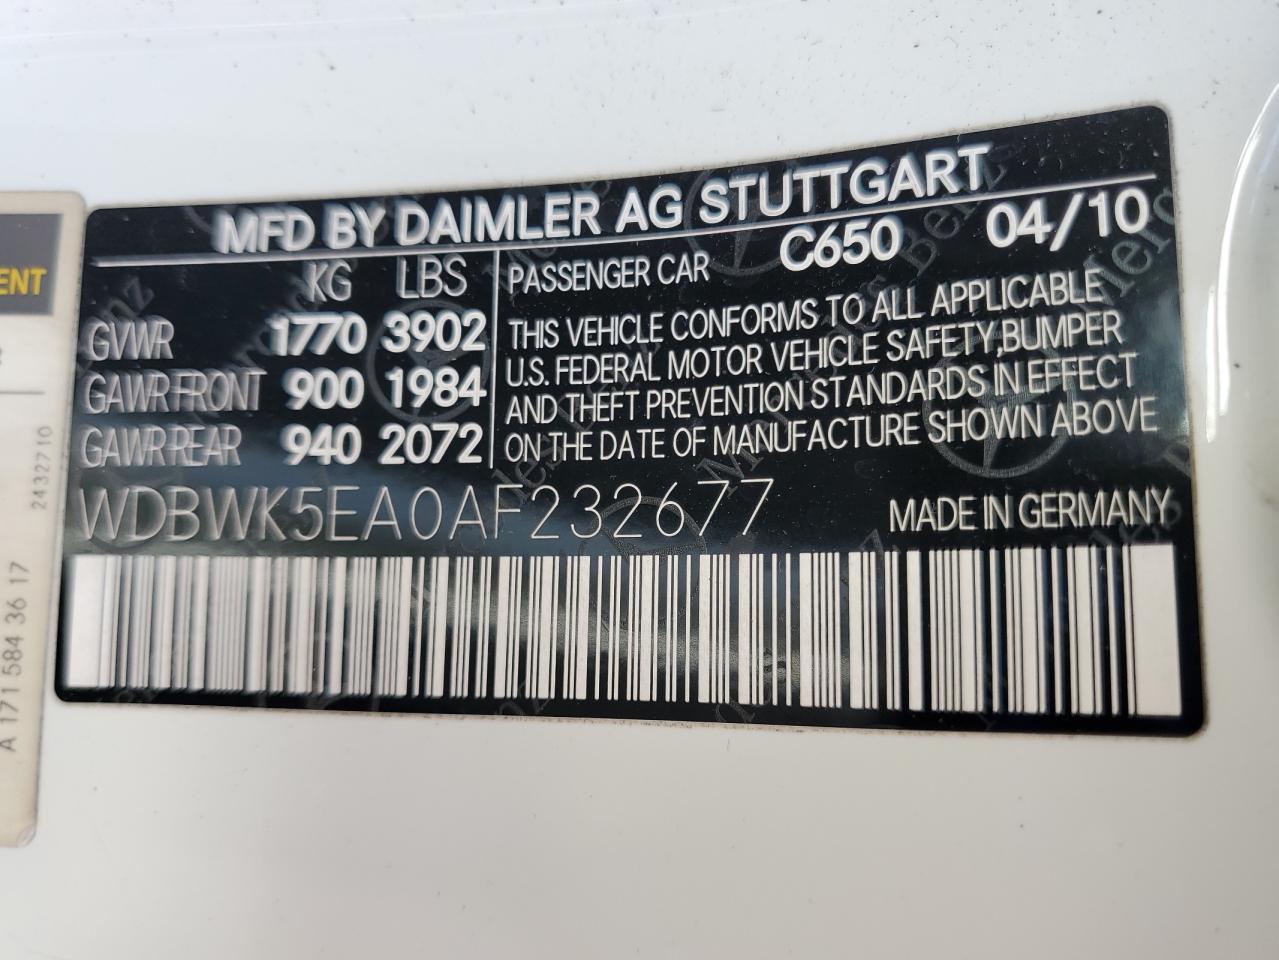 MFD BY DAIMLER AG STUTTGART
KG LBS
GVWR 1770 3902
GAWR FRONT 900 1984
GAWR REAR 940 2072
PASSENGER CAR C650 04/10
THIS VEHICLE CONFORMS TO ALL APPLICABLE
U.S. FEDERAL MOTOR VEHICLE SAFETY,BUMPER
AND THEFT PREVENTION STANDARDS IN EFFECT
ON THE DATE OF MANUFACTURE SHOWN ABOVE
WDBWK5EA0AF232677 MADE IN GERMANY
ENT
2432710
A 171 584 36 17